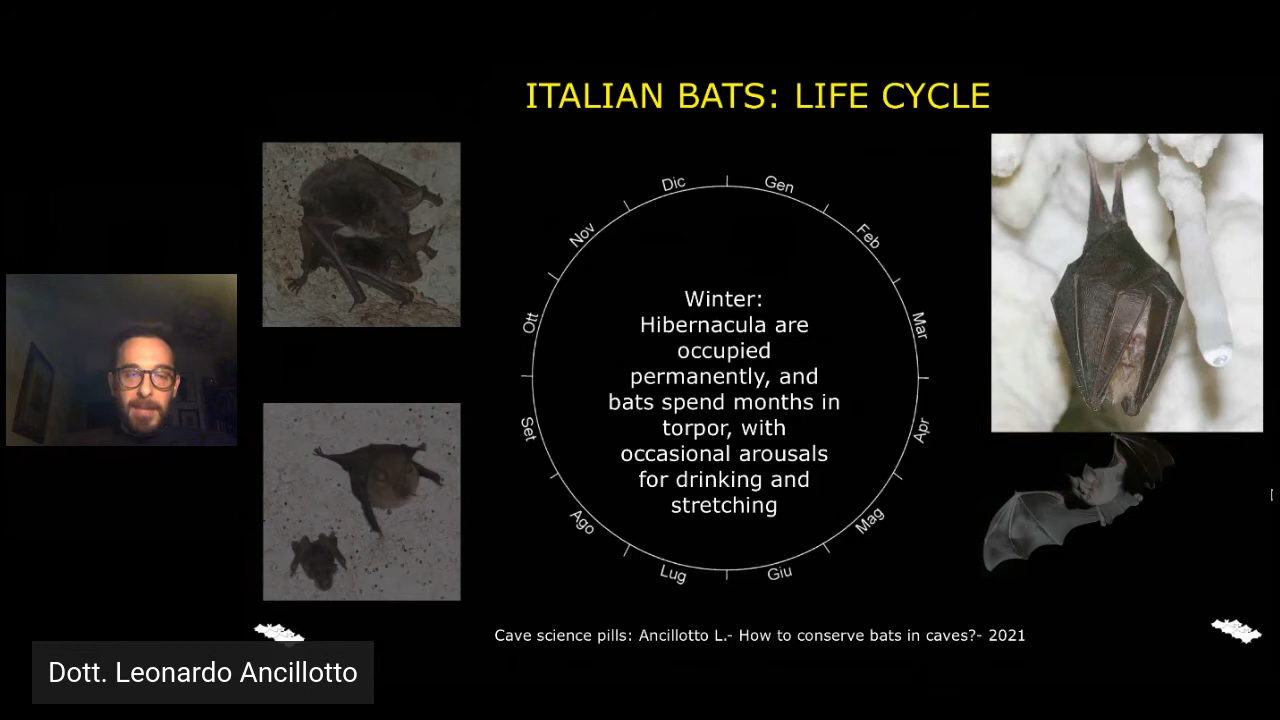 ITALIAN BATS: LIFE CYCLE
Dic
Gen
Nov
Feb
Ott
Mar
Set
Apr
Ago
Mag
Lug
Giu
Winter:
Hibernacula are
occupied
permanently, and
bats spend months in
torpor, with
occasional arousals
for drinking and
stretching
Cave science pills: Ancillotto L.- How to conserve bats in caves?- 2021
Dott. Leonardo Ancillotto